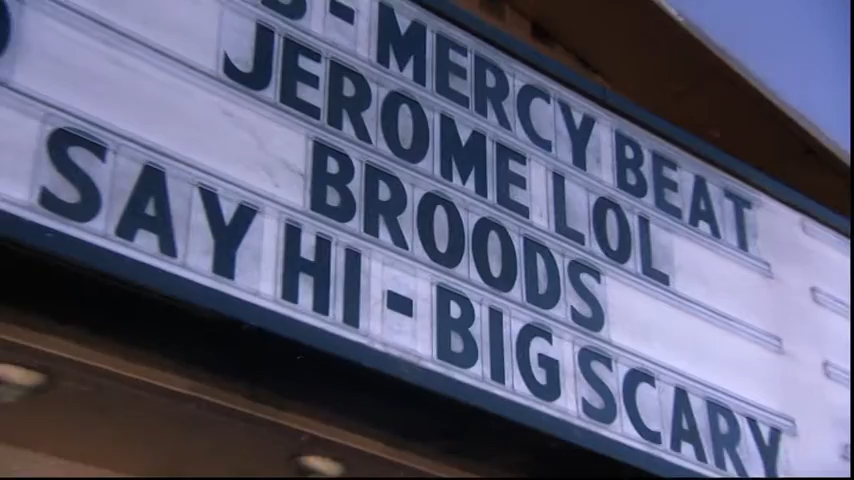 B - MERCY BEAT
JEROME LOL
BROODS
SAY HI - BIG SCARY